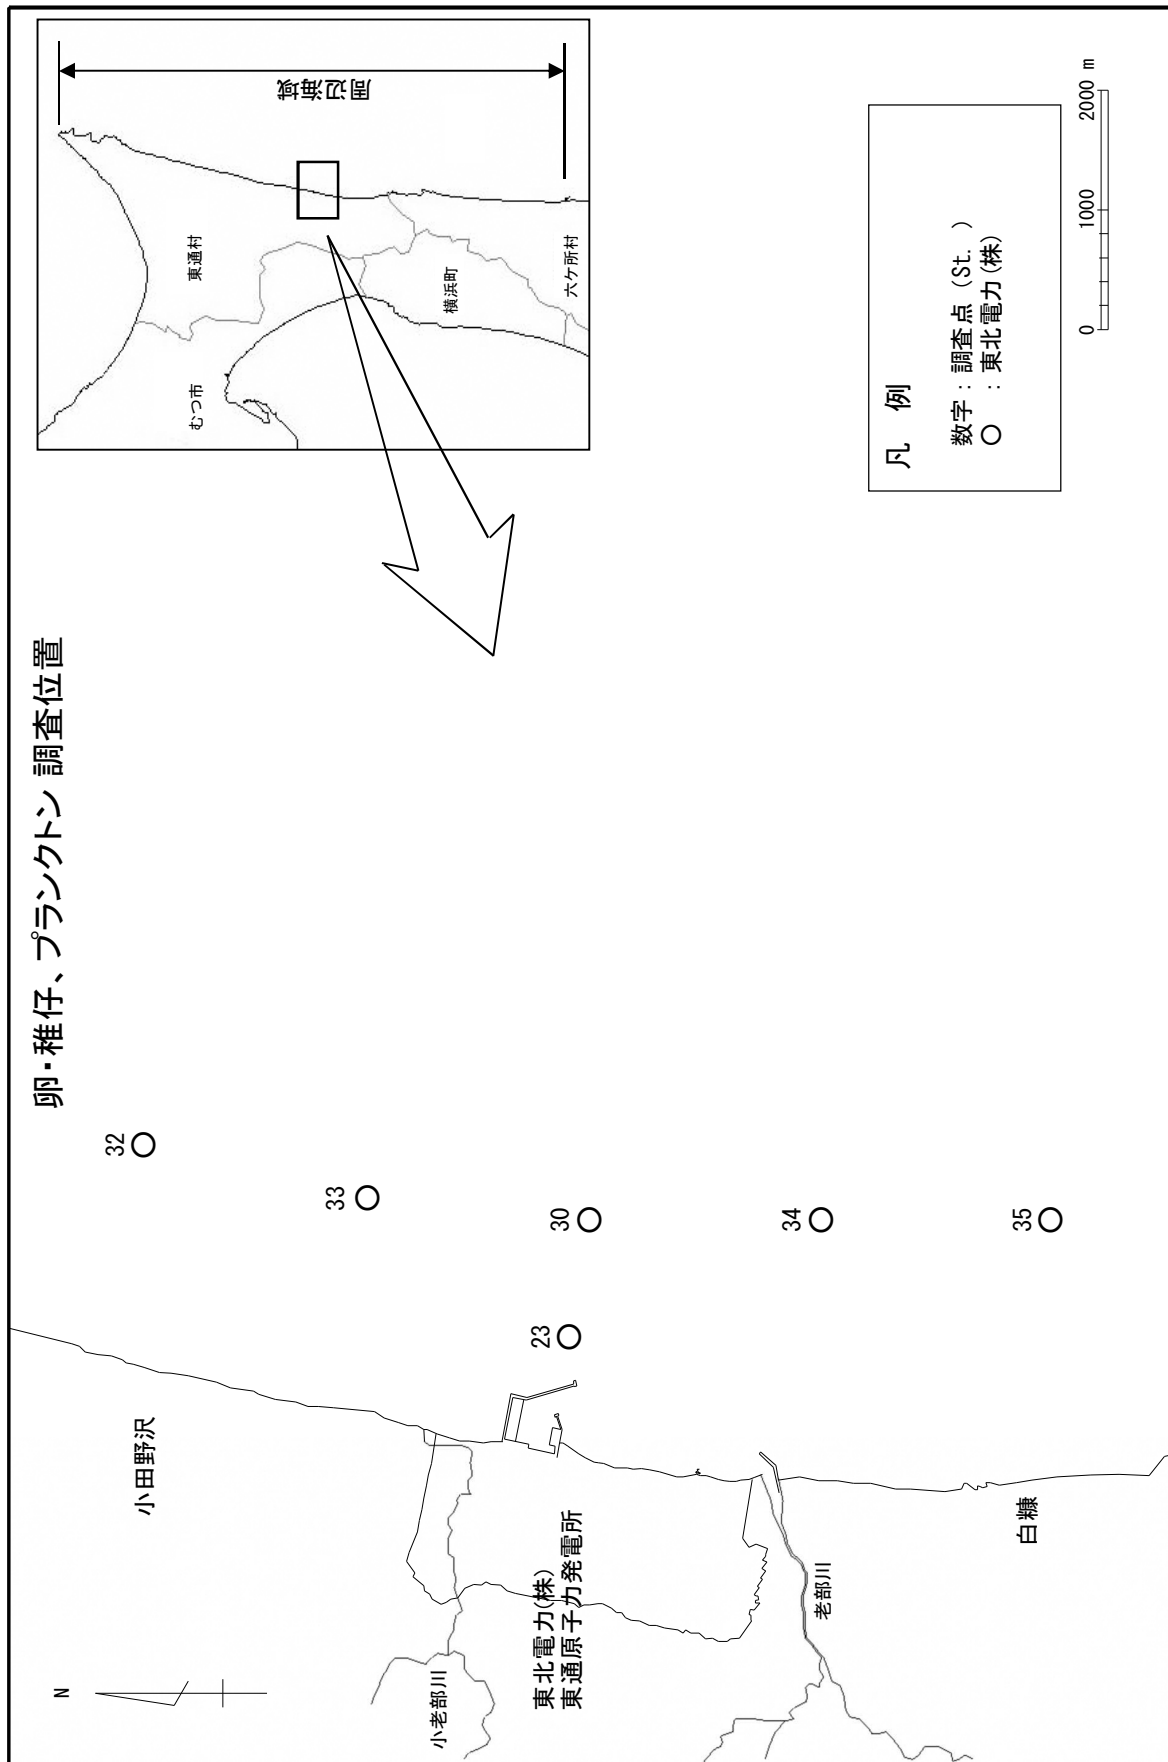 卵・稚仔、プランクトン 調査位置
N
小田野沢
小老部川
東北電力(株)
東通原子力発電所
老部川
白糠
32
33
30
23
34
35
周辺海域
むつ市
東通村
横浜町
六ケ所村
凡 例
数字：調査点 (St. )
○ ：東北電力(株)
0 1000 2000 m